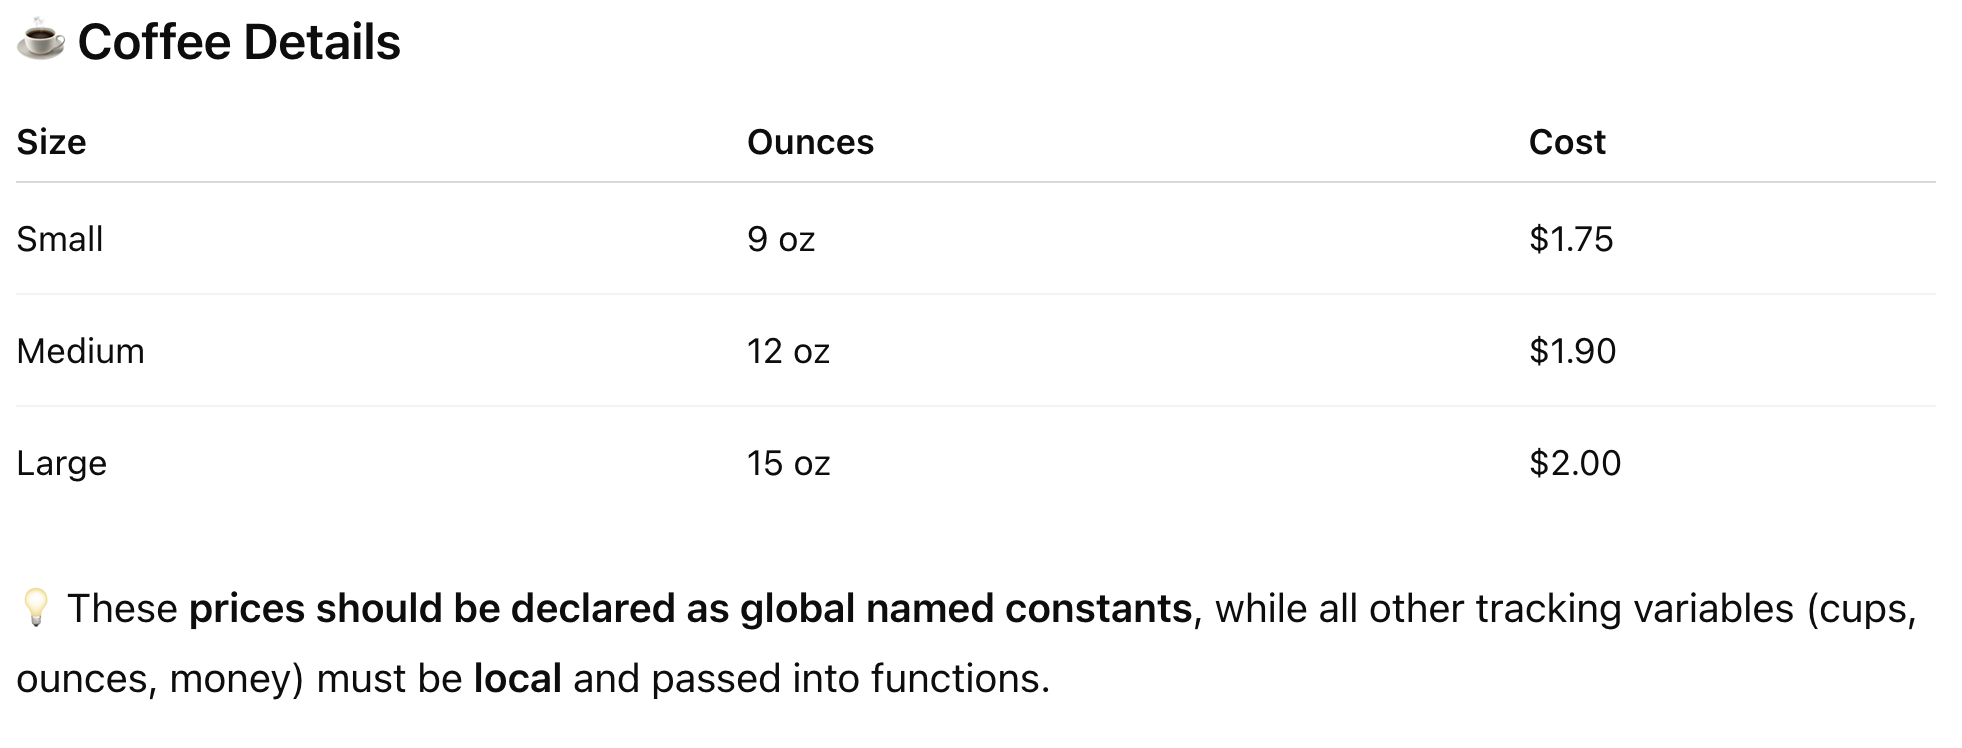 ☕ Coffee Details
Size Ounces Cost
Small 9 oz $1.75
Medium 12 oz $1.90
Large 15 oz $2.00
💡 These prices should be declared as global named constants, while all other tracking variables (cups,
ounces, money) must be local and passed into functions.